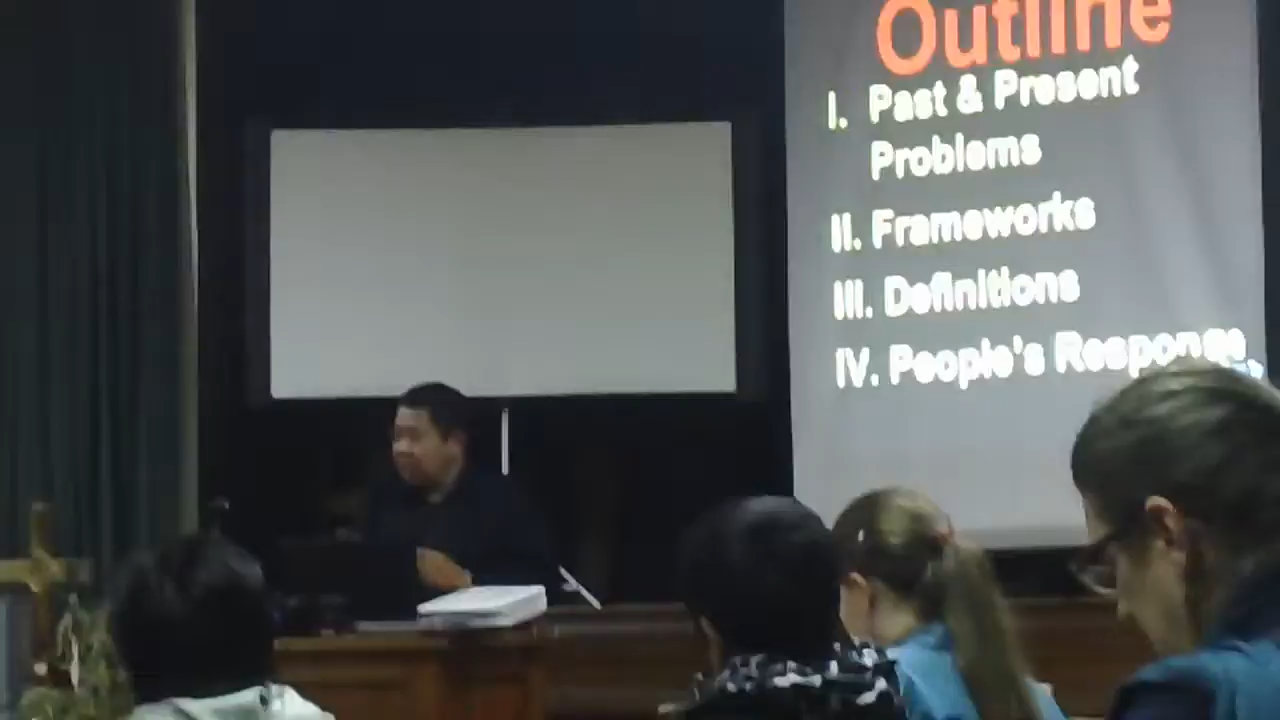 Outline
I. Past & Present
Problems
II. Frameworks
III. Definitions
IV. People's Response